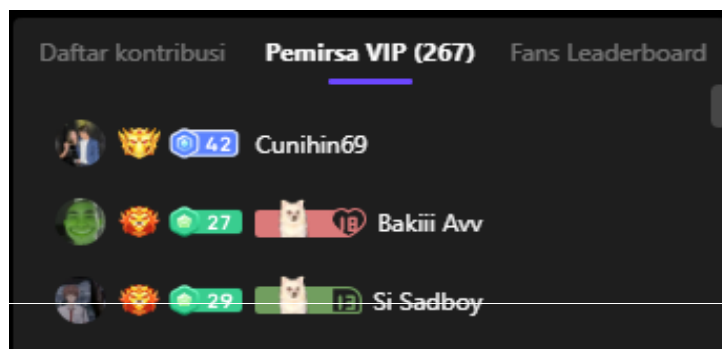 Daftar kontribusi Pemirsa VIP (267) Fans Leaderboard
42 Cunihin69
27 18 Bakiii Avv
29 13 Si Sadboy